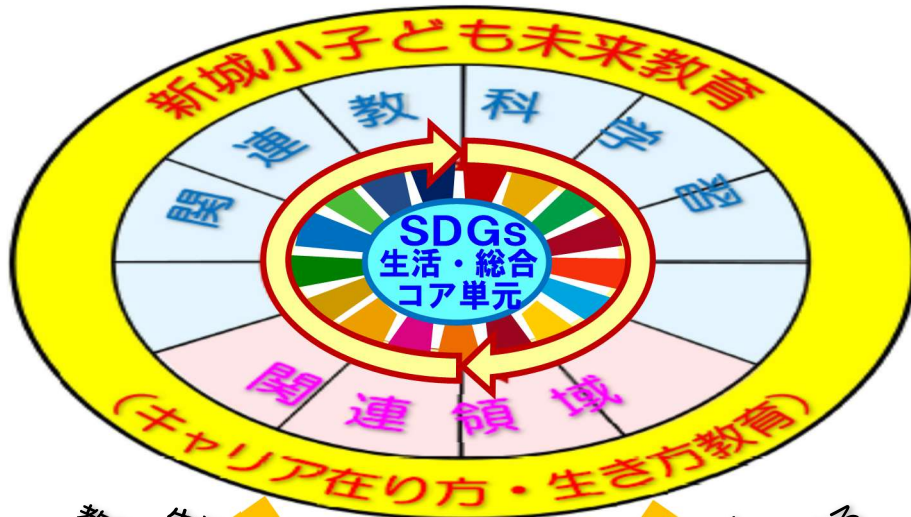 新城小子ども未来教育
関連教科学習
SDGs
生活・総合
コア単元
関連領域
（キャリア在り方・生き方教育）